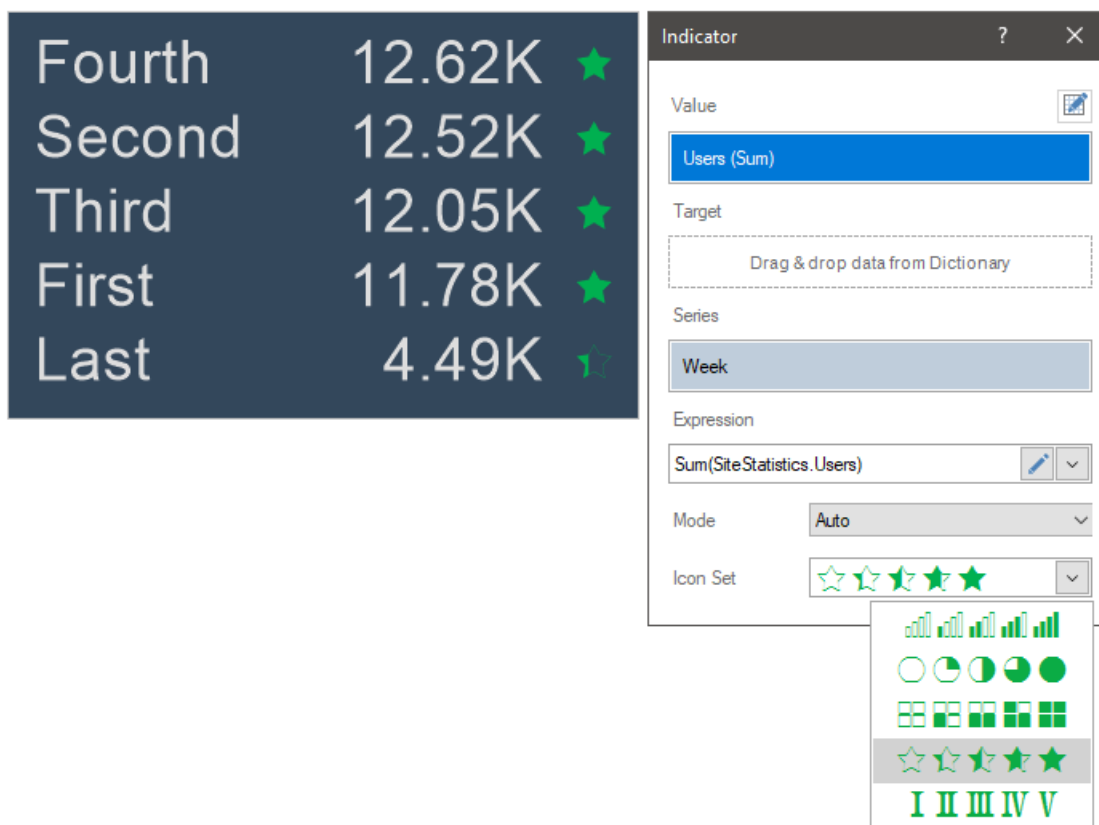 Fourth 12.62K
Second 12.52K
Third 12.05K
First 11.78K
Last 4.49K
Indicator ?
Value
Users (Sum)
Target
Drag & drop data from Dictionary
Series
Week
Expression
Sum(SiteStatistics.Users)
Mode Auto
Icon Set
I II III IV V